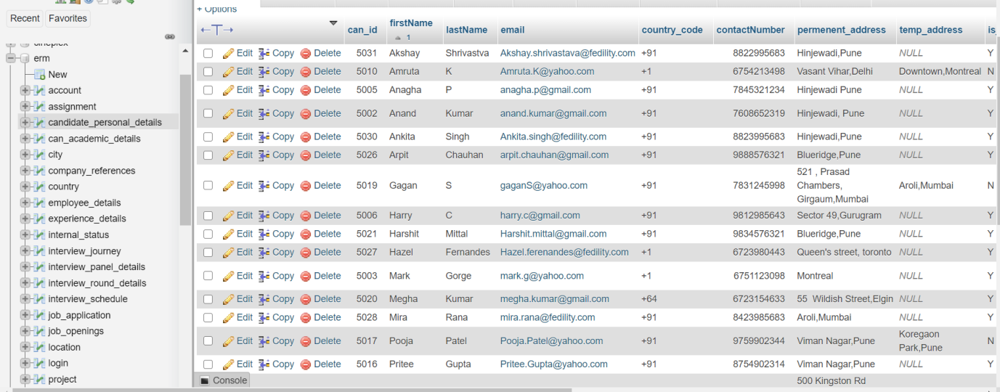 + Options
Recent Favorites
cineplex
erm
New
account
assignment
candidate_personal_details
can_academic_details
city
company_references
country
employee_details
experience_details
internal_status
interview_journey
interview_panel_details
interview_round_details
interview_schedule
job_application
job_openings
location
login
project
←T→ can_id firstName 1 lastName email country_code contactNumber permenent_address temp_address is_
Edit Copy Delete 5031 Akshay Shrivastva Akshay.shrivastava@fedility.com +91 8822995683 Hinjewadi,Pune NULL Y
Edit Copy Delete 5010 Amruta K Amruta.K@yahoo.com +1 6754213498 Vasant Vihar,Delhi Downtown,Montreal N
Edit Copy Delete 5005 Anagha P anagha.p@gmail.com +91 7845321234 Hinjewadi Pune NULL Y
Edit Copy Delete 5002 Anand Kumar anand.kumar@gmail.com +91 7608652319 Hinjewadi, Pune NULL Y
Edit Copy Delete 5030 Ankita Singh Ankita.singh@fedility.com +91 8823995683 Hinjewadi,Pune NULL Y
Edit Copy Delete 5026 Arpit Chauhan arpit.chauhan@gmail.com +91 9888576321 Blueridge,Pune NULL Y
Edit Copy Delete 5019 Gagan S gaganS@yahoo.com +91 7831245998 521 , Prasad
Chambers, Aroli,Mumbai N
Girgaum,Mumbai
Edit Copy Delete 5006 Harry C harry.c@gmail.com +91 9812985643 Sector 49,Gurugram NULL Y
Edit Copy Delete 5021 Harshit Mittal Harshit.mittal@gmail.com +91 9834576321 Blueridge,Pune NULL Y
Edit Copy Delete 5027 Hazel Fernandes Hazel.ferenandes@fedility.com +1 6723980443 Queen's street, toronto NULL Y
Edit Copy Delete 5003 Mark Gorge mark.g@yahoo.com +1 6751123098 Montreal NULL Y
Edit Copy Delete 5020 Megha Kumar megha.kumar@gmail.com +64 6723154633 55 Wildish Street,Elgin NULL Y
Edit Copy Delete 5028 Mira Rana mira.rana@fedility.com +91 8423985683 Aroli,Mumbai NULL Y
Edit Copy Delete 5017 Pooja Patel Pooja.Patel@yahoo.com +91 9759902344 Viman Nagar,Pune Koregaon
Park,Pune N
Edit Copy Delete 5016 Pritee Gupta Pritee.Gupta@yahoo.com +91 8754902314 Viman Nagar,Pune NULL Y
Console 500 Kingston Rd